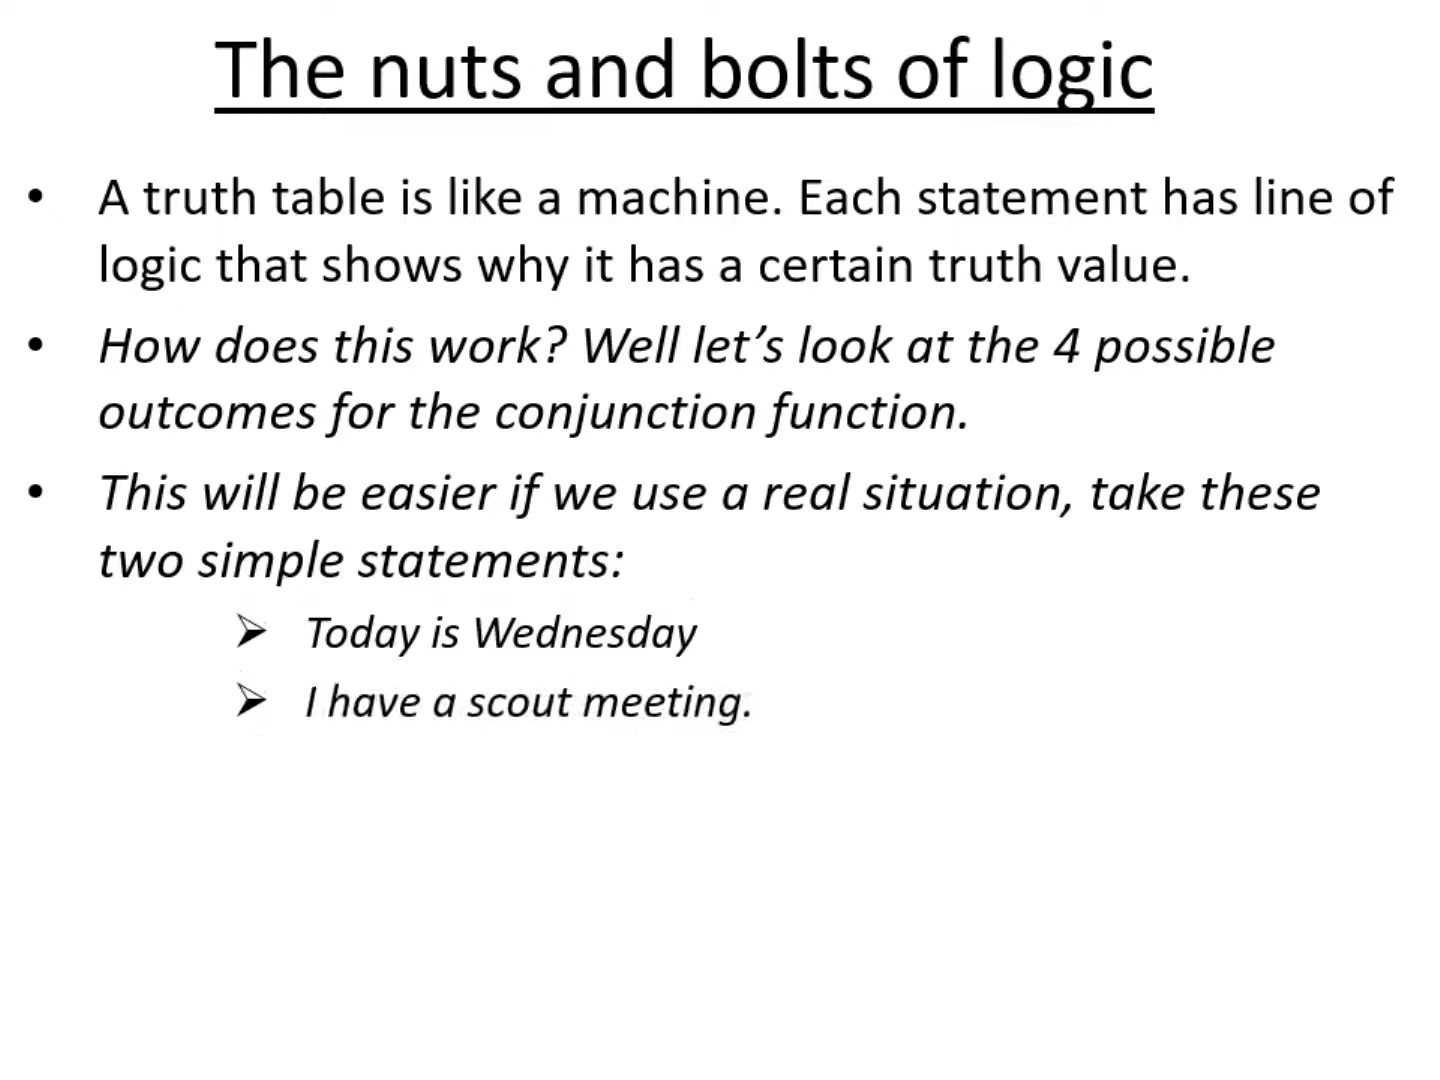 The nuts and bolts of logic
• A truth table is like a machine. Each statement has line of
logic that shows why it has a certain truth value.
• How does this work? Well let’s look at the 4 possible
outcomes for the conjunction function.
• This will be easier if we use a real situation, take these
two simple statements:
➢ Today is Wednesday
➢ I have a scout meeting.